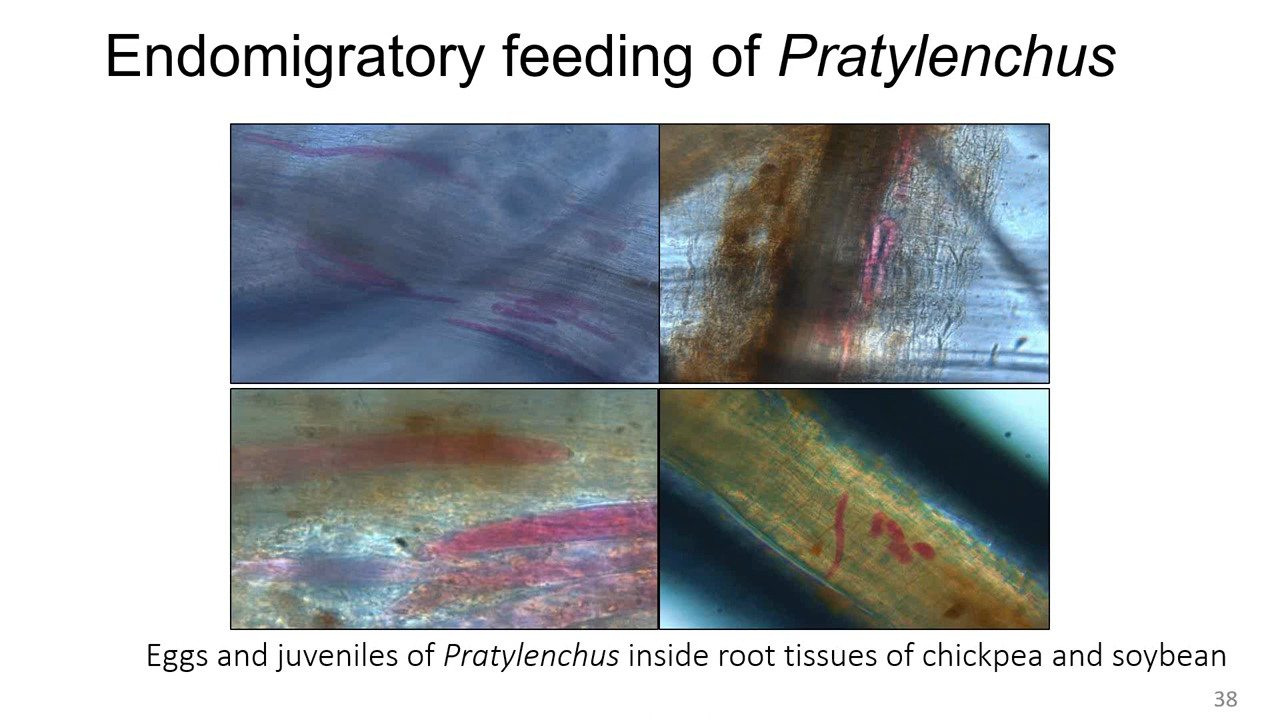 Endomigratory feeding of Pratylenchus
Eggs and juveniles of Pratylenchus inside root tissues of chickpea and soybean
38